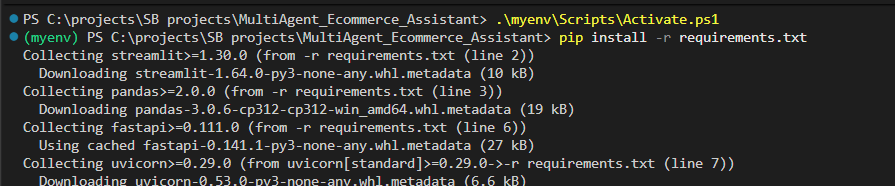 PS C:\projects\SB projects\MultiAgent_Ecommerce_Assistant> .\myenv\Scripts\Activate.ps1
(myenv) PS C:\projects\SB projects\MultiAgent_Ecommerce_Assistant> pip install -r requirements.txt
Collecting streamlit>=1.30.0 (from -r requirements.txt (line 2))
  Downloading streamlit-1.64.0-py3-none-any.whl.metadata (10 kB)
Collecting pandas>=2.0.0 (from -r requirements.txt (line 3))
  Downloading pandas-3.0.6-cp312-cp312-win_amd64.whl.metadata (19 kB)
Collecting fastapi>=0.111.0 (from -r requirements.txt (line 6))
  Using cached fastapi-0.141.1-py3-none-any.whl.metadata (27 kB)
Collecting uvicorn>=0.29.0 (from uvicorn[standard]>=0.29.0->-r requirements.txt (line 7))
  Downloading uvicorn-0.53.0-py3-none-any.whl.metadata (6.6 kB)